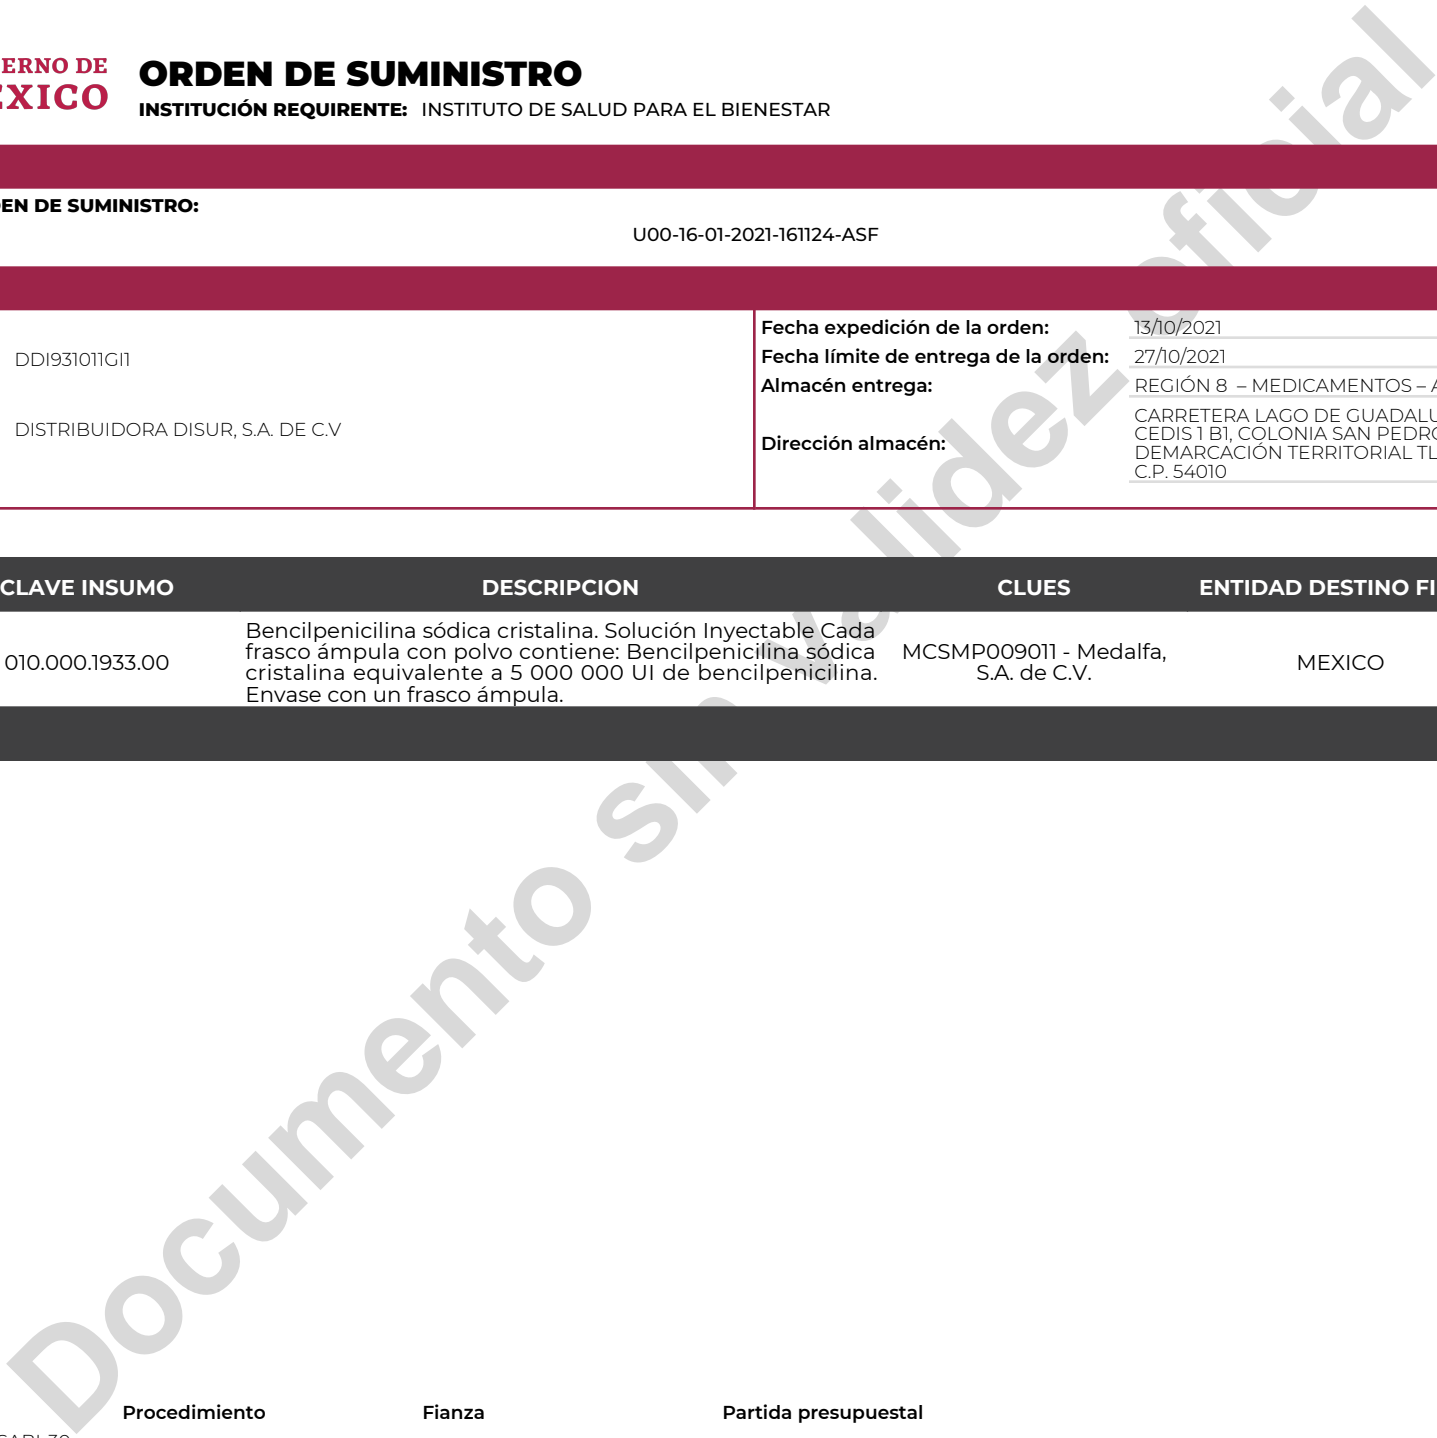 ERNO DE
EXICO
ORDEN DE SUMINISTRO
INSTITUCIÓN REQUIRENTE: INSTITUTO DE SALUD PARA EL BIENESTAR
EN DE SUMINISTRO:
U00-16-01-2021-161124-ASF
DDI931011GI1
DISTRIBUIDORA DISUR, S.A. DE C.V
Fecha expedición de la orden: 13/10/2021
Fecha límite de entrega de la orden: 27/10/2021
Almacén entrega: REGIÓN 8 – MEDICAMENTOS – A
Dirección almacén:
CARRETERA LAGO DE GUADALU
CEDIS 1 B1, COLONIA SAN PEDRO
DEMARCACIÓN TERRITORIAL TL
C.P. 54010
CLAVE INSUMO DESCRIPCION CLUES ENTIDAD DESTINO FI
010.000.1933.00
Bencilpenicilina sódica cristalina. Solución Inyectable Cada
frasco ámpula con polvo contiene: Bencilpenicilina sódica
cristalina equivalente a 5 000 000 UI de bencilpenicilina.
Envase con un frasco ámpula.
MCSMP009011 - Medalfa,
S.A. de C.V.
MEXICO
Documento sin validez oficial
Procedimiento Fianza Partida presupuestal